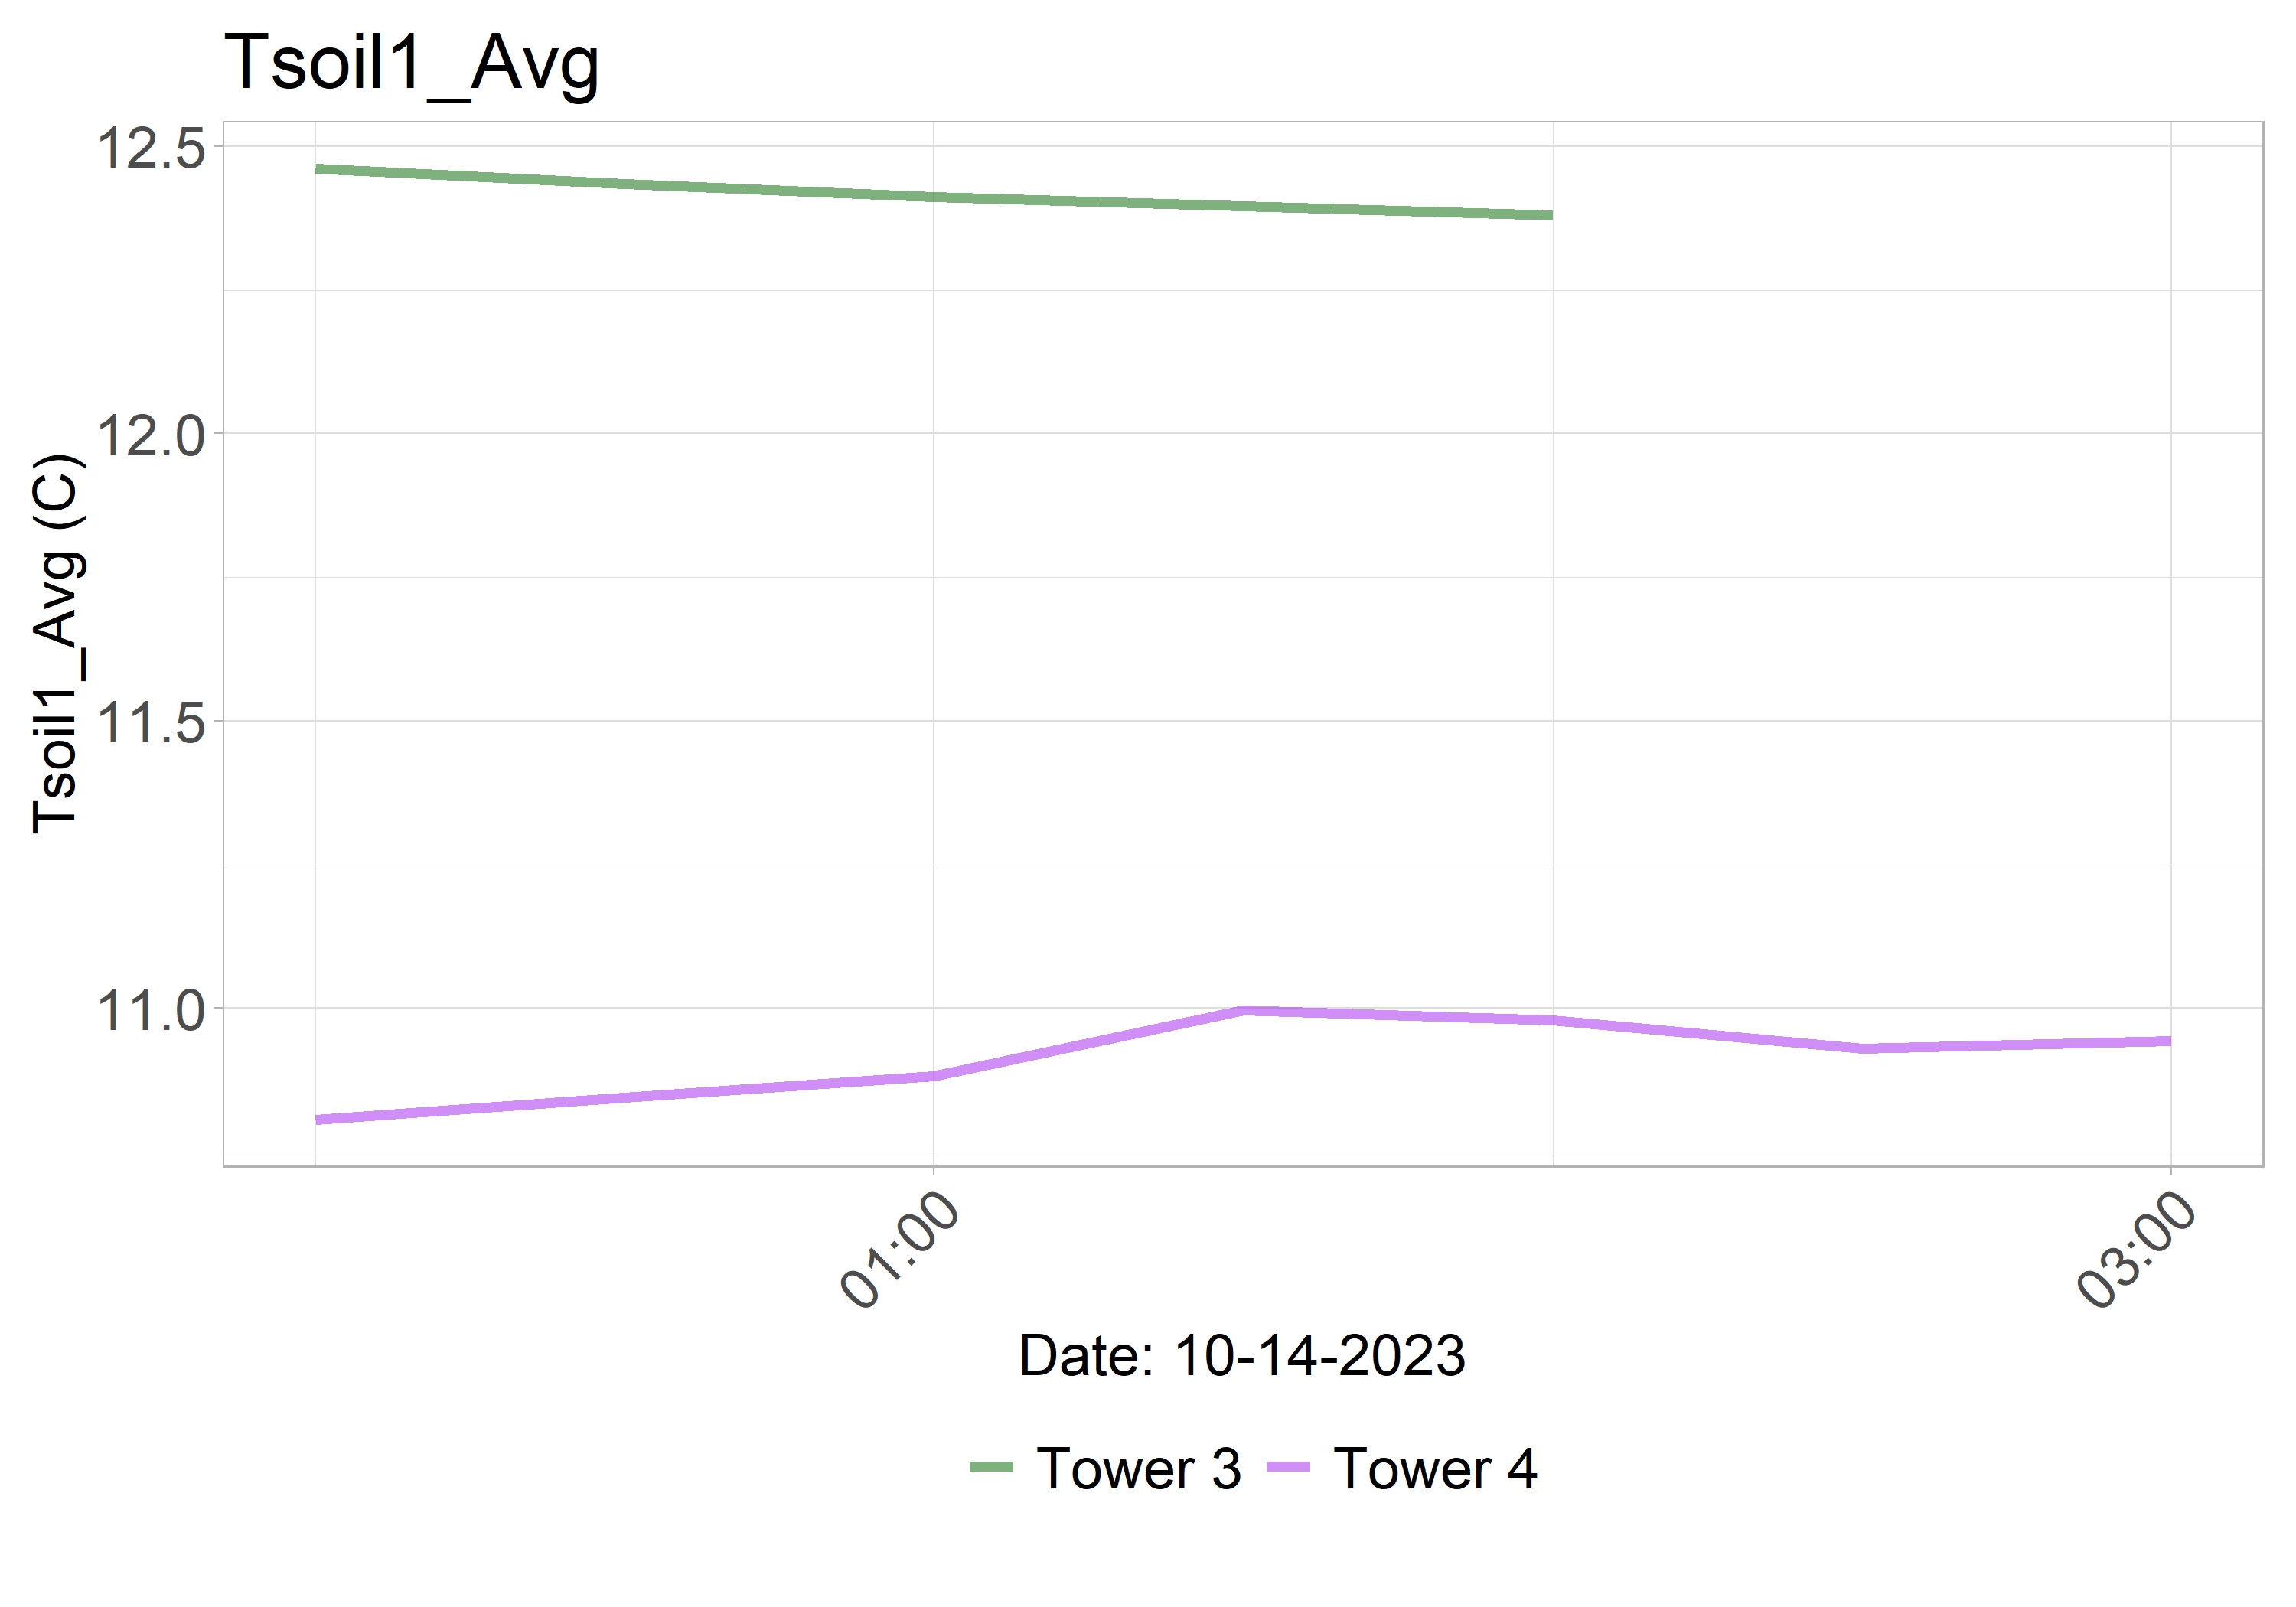 Tsoil1_Avg
Tsoil1_Avg (C)
12.5
12.0
11.5
11.0
01:00
03:00
Date: 10-14-2023
Tower 3
Tower 4